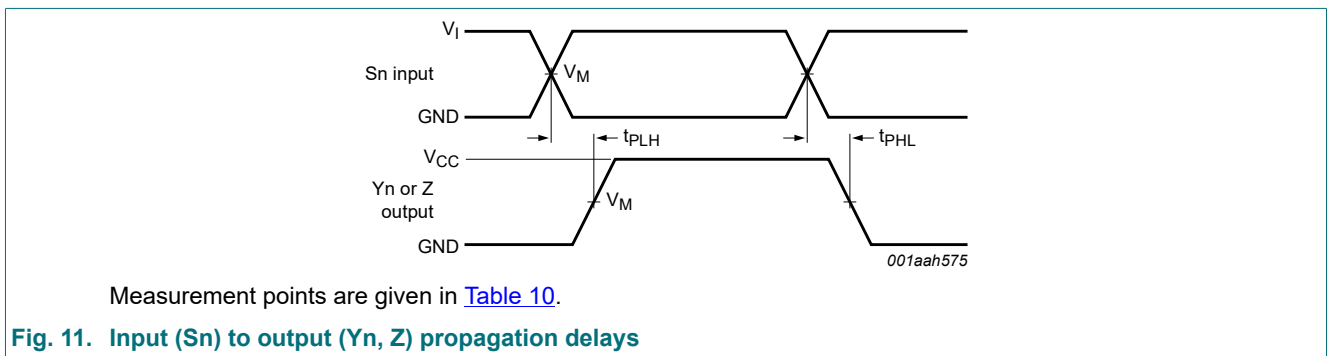 VI
Sn input
VM
GND
tPLH
tPHL
VCC
Yn or Z
output
VM
GND
001aah575
Measurement points are given in Table 10.
Fig. 11. Input (Sn) to output (Yn, Z) propagation delays